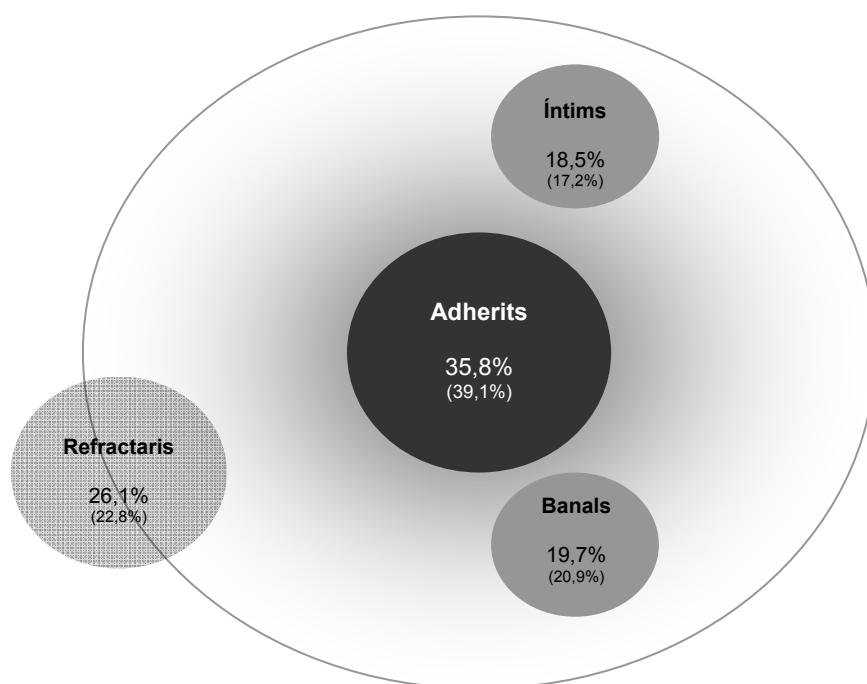 Íntims
18,5%
(17,2%)
Adherits
35,8%
(39,1%)
Refractaris
26,1%
(22,8%)
Banals
19,7%
(20,9%)